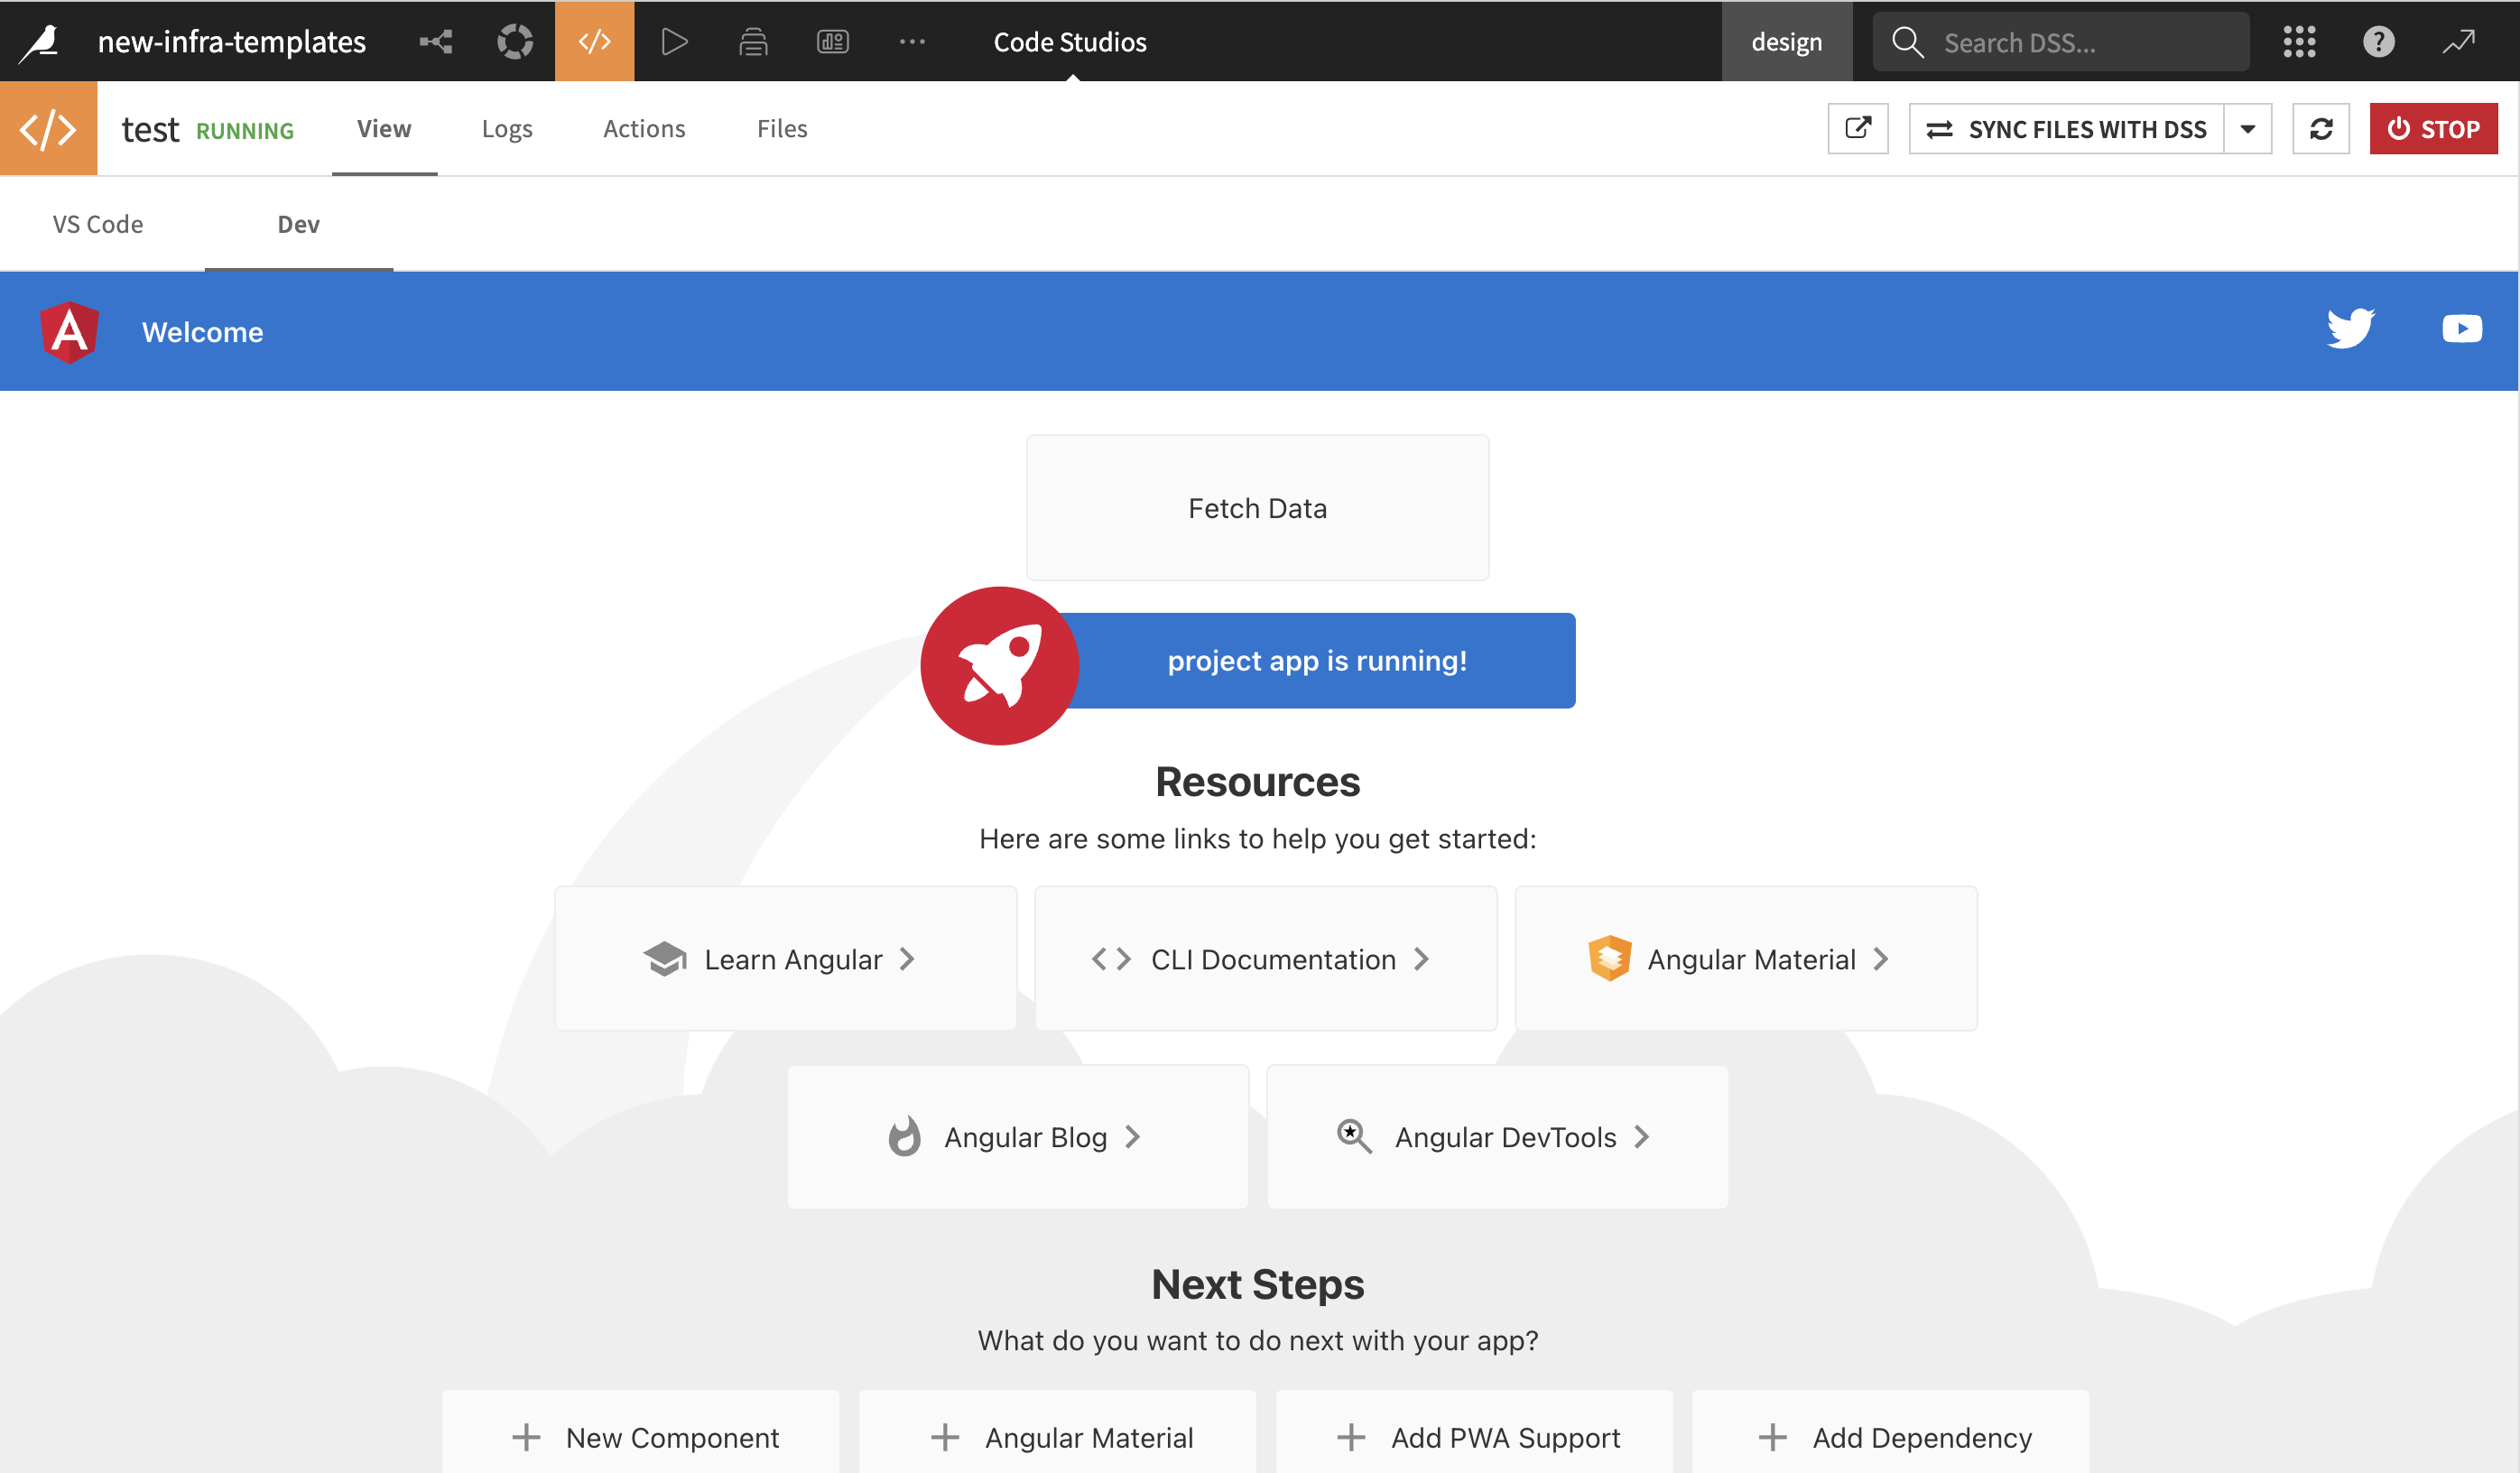 new-infra-templates
Code Studios
design
Search DSS...
test RUNNING
View
Logs
Actions
Files
SYNC FILES WITH DSS
STOP
VS Code
Dev
Welcome
Fetch Data
project app is running!
Resources
Here are some links to help you get started:
Learn Angular
CLI Documentation
Angular Material
Angular Blog
Angular DevTools
Next Steps
What do you want to do next with your app?
New Component
Angular Material
Add PWA Support
Add Dependency